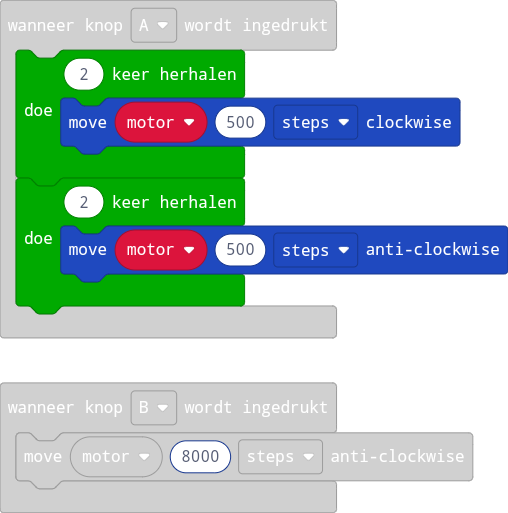 wanneer knop A wordt ingedrukt
2 keer herhalen
doe move motor 500 steps clockwise
2 keer herhalen
doe move motor 500 steps anti-clockwise
wanneer knop B wordt ingedrukt
move motor 8000 steps anti-clockwise